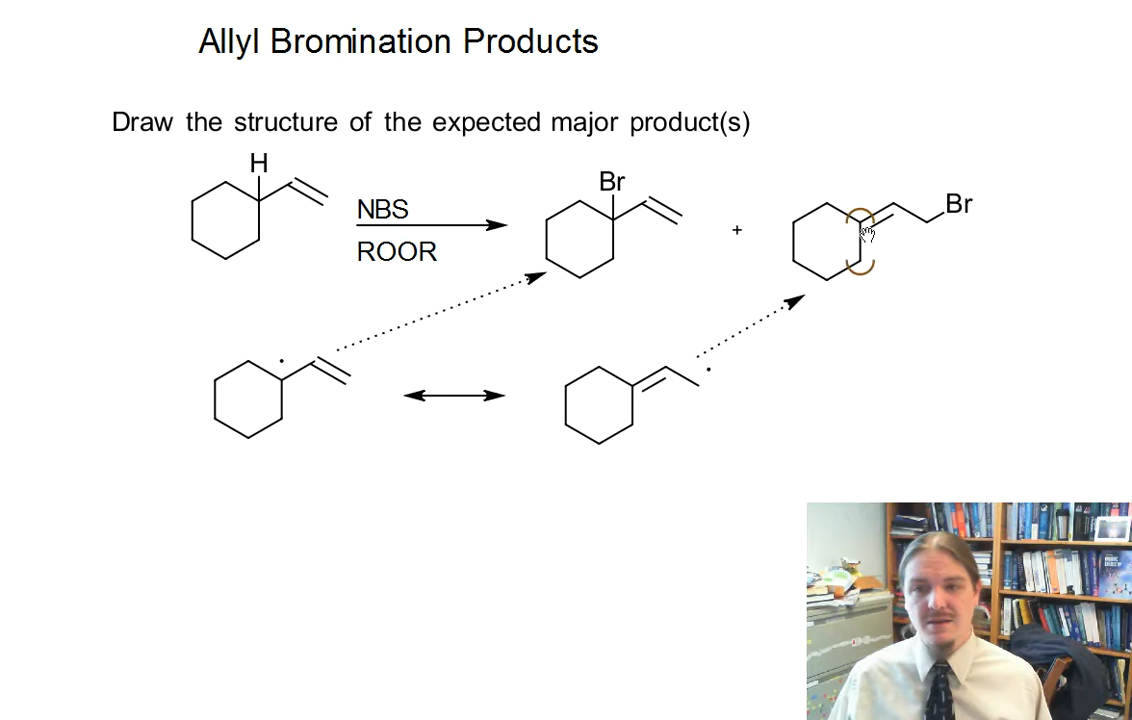 Allyl Bromination Products
Draw the structure of the expected major product(s)
H
NBS
ROOR
Br
+
Br